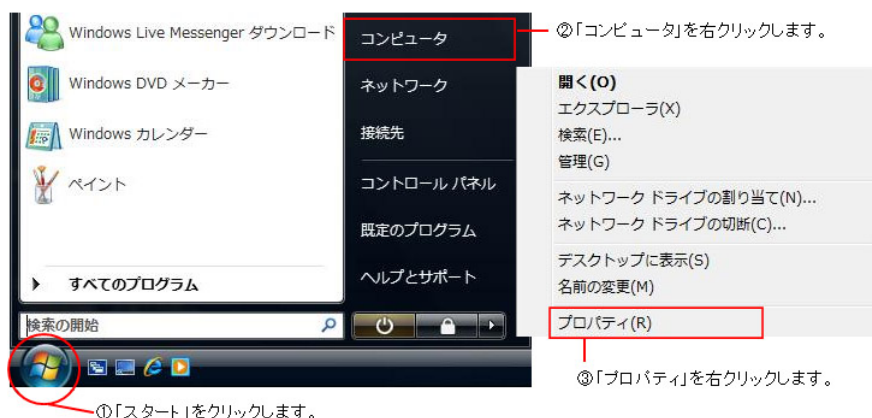 Windows Live Messenger ダウンロード
Windows DVD メーカー
Windows カレンダー
ペイント
すべてのプログラム
検索の開始
コンピュータ
ネットワーク
接続先
コントロール パネル
既定のプログラム
ヘルプとサポート
②「コンピュータ」を右クリックします。
開く(O)
エクスプローラ(X)
検索(E)...
管理(G)
ネットワーク ドライブの割り当て(N)...
ネットワーク ドライブの切断(C)...
デスクトップに表示(S)
名前の変更(M)
プロパティ(R)
③「プロパティ」を右クリックします。
①「スタート」をクリックします。